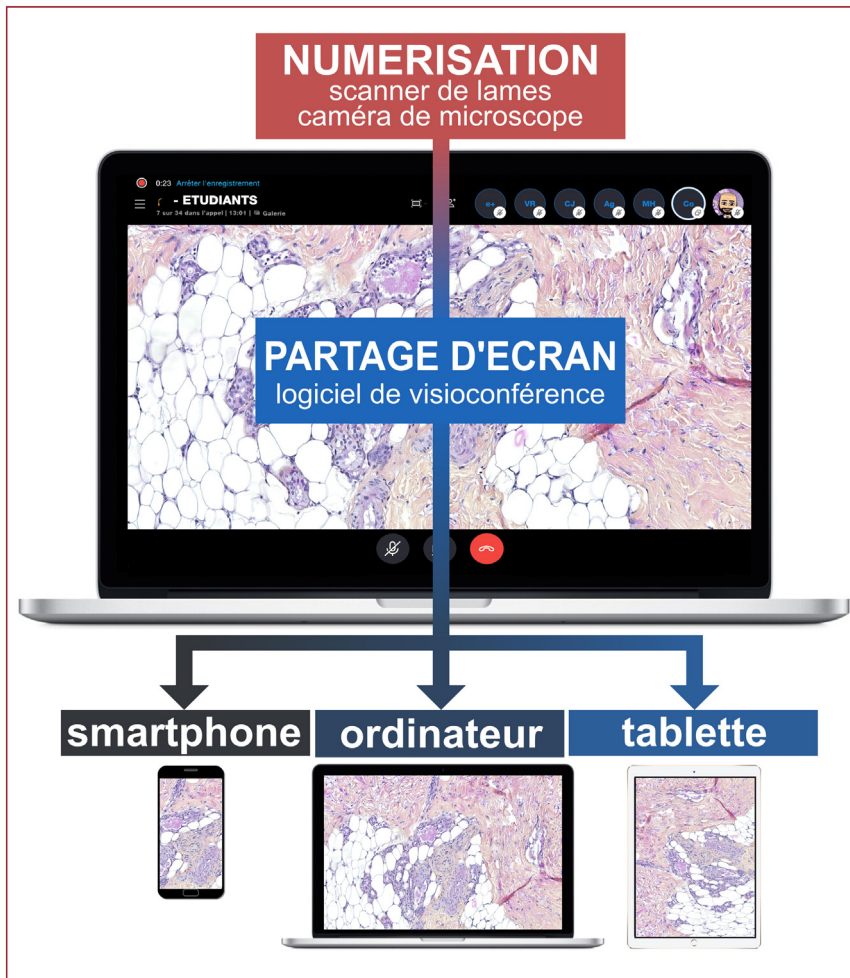 NUMERISATION
scanner de lames
caméra de microscope
0:23 Arrêter l'enregistrement
- ETUDIANTS
7 sur 34 dans l'appel | 13:01 | Galerie
e+ VR CJ Ag MH Co
PARTAGE D'ECRAN
logiciel de visioconférence
smartphone ordinateur tablette